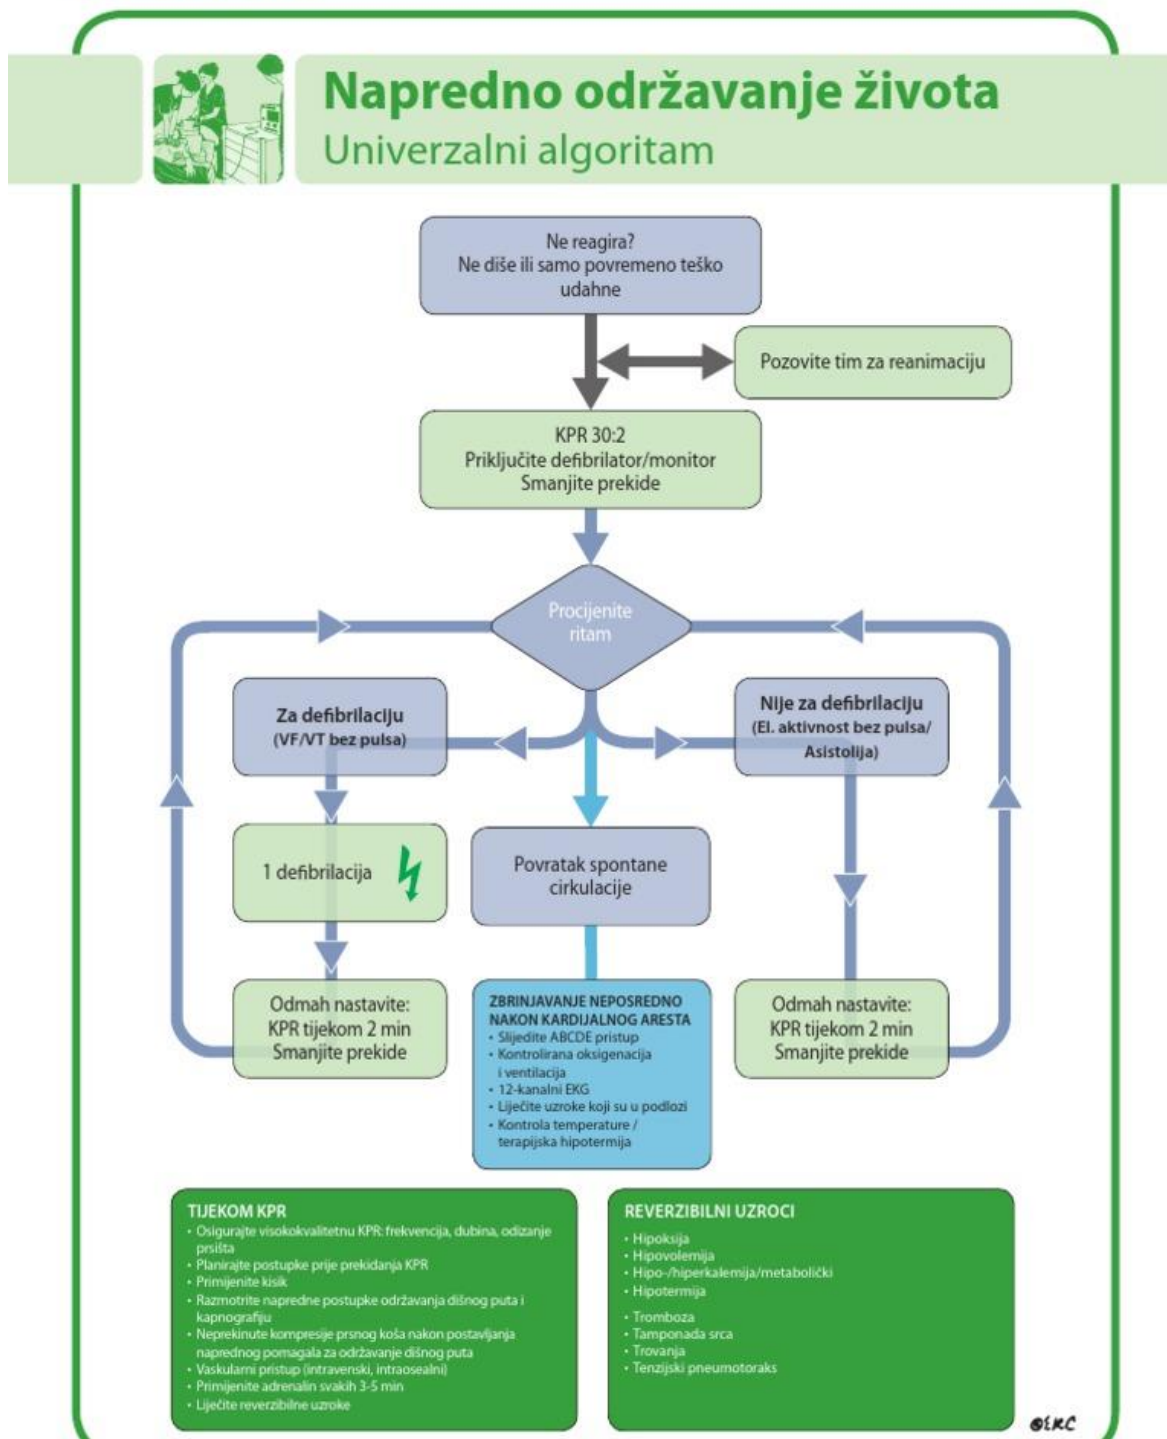 Napredno održavanje života
Univerzalni algoritam
Ne reagira?
Ne diše ili samo povremeno teško
udahne
Pozovite tim za reanimaciju
KPR 30:2
Priključite defibrilator/monitor
Smanjite prekide
Procijenite
ritam
Za defibrilaciju
(VF/VT bez pulsa)
Nije za defibrilaciju
(El. aktivnost bez pulsa/
Asistolija)
1 defibrilacija
Povratak spontane
cirkulacije
Odmah nastavite:
KPR tijekom 2 min
Smanjite prekide
ZBRINJAVANJE NEPOSREDNO
NAKON KARDIJALNOG ARESTA
• Slijedite ABCDE pristup
• Kontrolirana oksigenacija
i ventilacija
• 12-kanalni EKG
• Liječite uzroke koji su u podlozi
• Kontrola temperature /
terapijska hipotermija
Odmah nastavite:
KPR tijekom 2 min
Smanjite prekide
TIJEKOM KPR
• Osigurajte visokokvalitetnu KPR: frekvencija, dubina, odizanje
prsišta
• Planirajte postupke prije prekidanja KPR
• Primijenite kisik
• Razmotrite napredne postupke održavanja dišnog puta i
kapnografiju
• Neprekinute kompresije prsnog koša nakon postavljanja
naprednog pomagala za održavanje dišnog puta
• Vaskularni pristup (intravenski, intraosealni)
• Primijenite adrenalin svakih 3-5 min
• Liječite reverzibilne uzroke
REVERZIBILNI UZROCI
• Hipoksija
• Hipovolemija
• Hipo-/hiperkalemija/metabolički
• Hipotermija
• Tromboza
• Tamponada srca
• Trovanja
• Tenzijski pneumotoraks
ERC